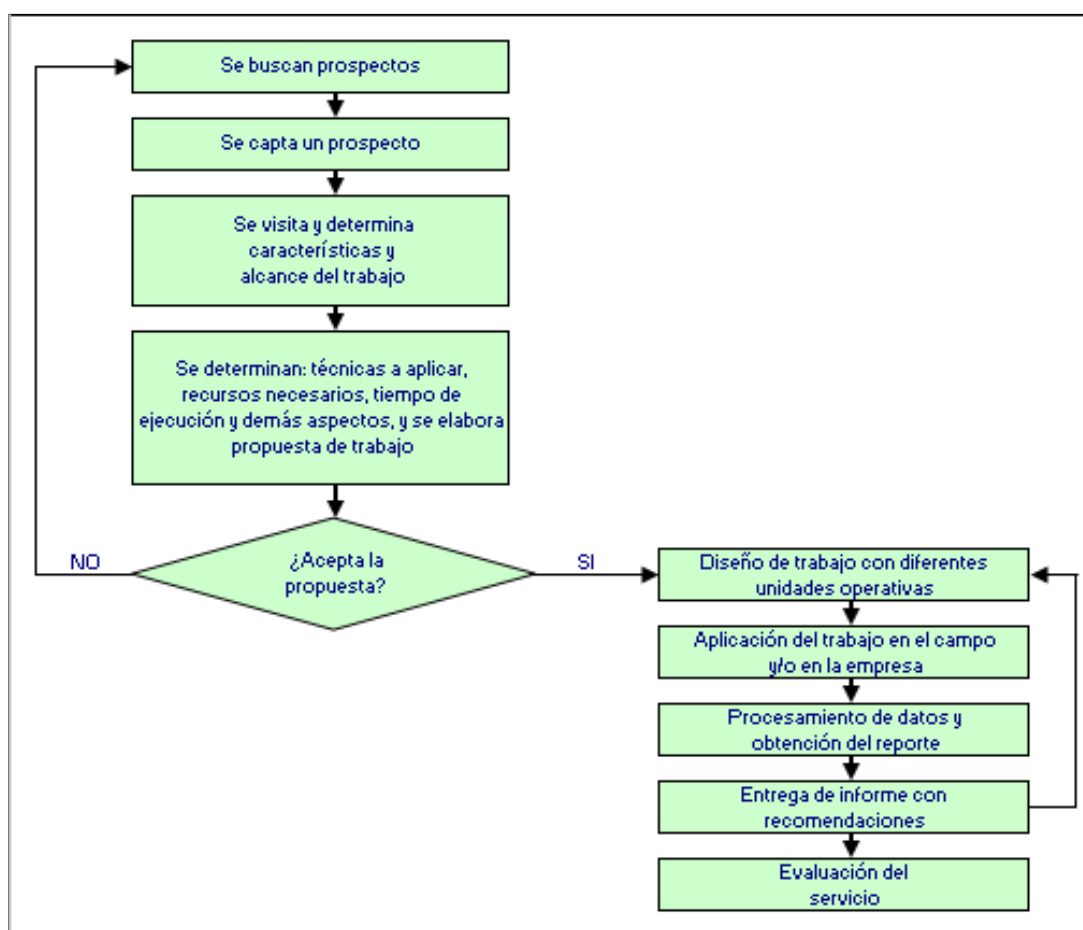 Se buscan prospectos
Se capta un prospecto
Se visita y determina
características y
alcance del trabajo
Se determinan: técnicas a aplicar,
recursos necesarios, tiempo de
ejecución y demás aspectos, y se elabora
propuesta de trabajo
¿Acepta la
propuesta?
NO
SI
Diseño de trabajo con diferentes
unidades operativas
Aplicación del trabajo en el campo
y/o en la empresa
Procesamiento de datos y
obtención del reporte
Entrega de informe con
recomendaciones
Evaluación del
servicio